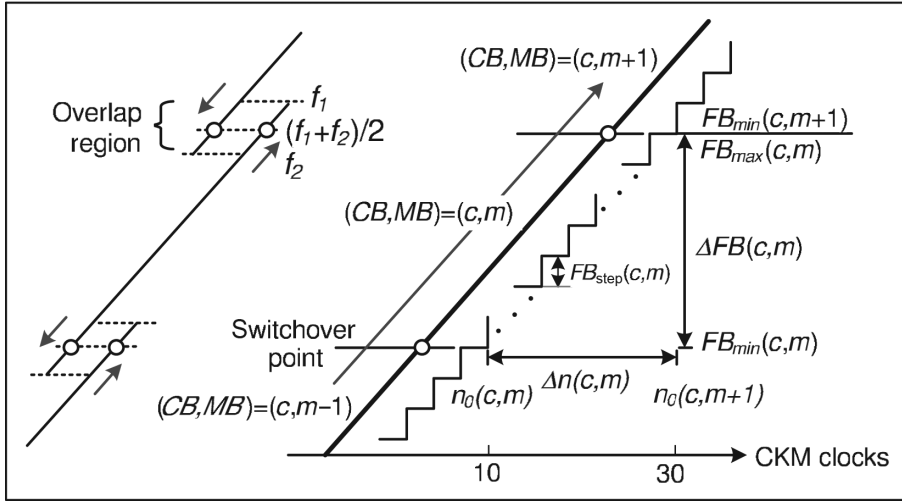 (CB,MB)=(c,m+1)
Overlap
region
f1
(f1+f2)/2
f2
FBmin(c,m+1)
FBmax(c,m)
(CB,MB)=(c,m)
ΔFB(c,m)
FBstep(c,m)
Switchover
point
FBmin(c,m)
Δn(c,m)
(CB,MB)=(c,m−1)
n0(c,m)
n0(c,m+1)
CKM clocks
10
30